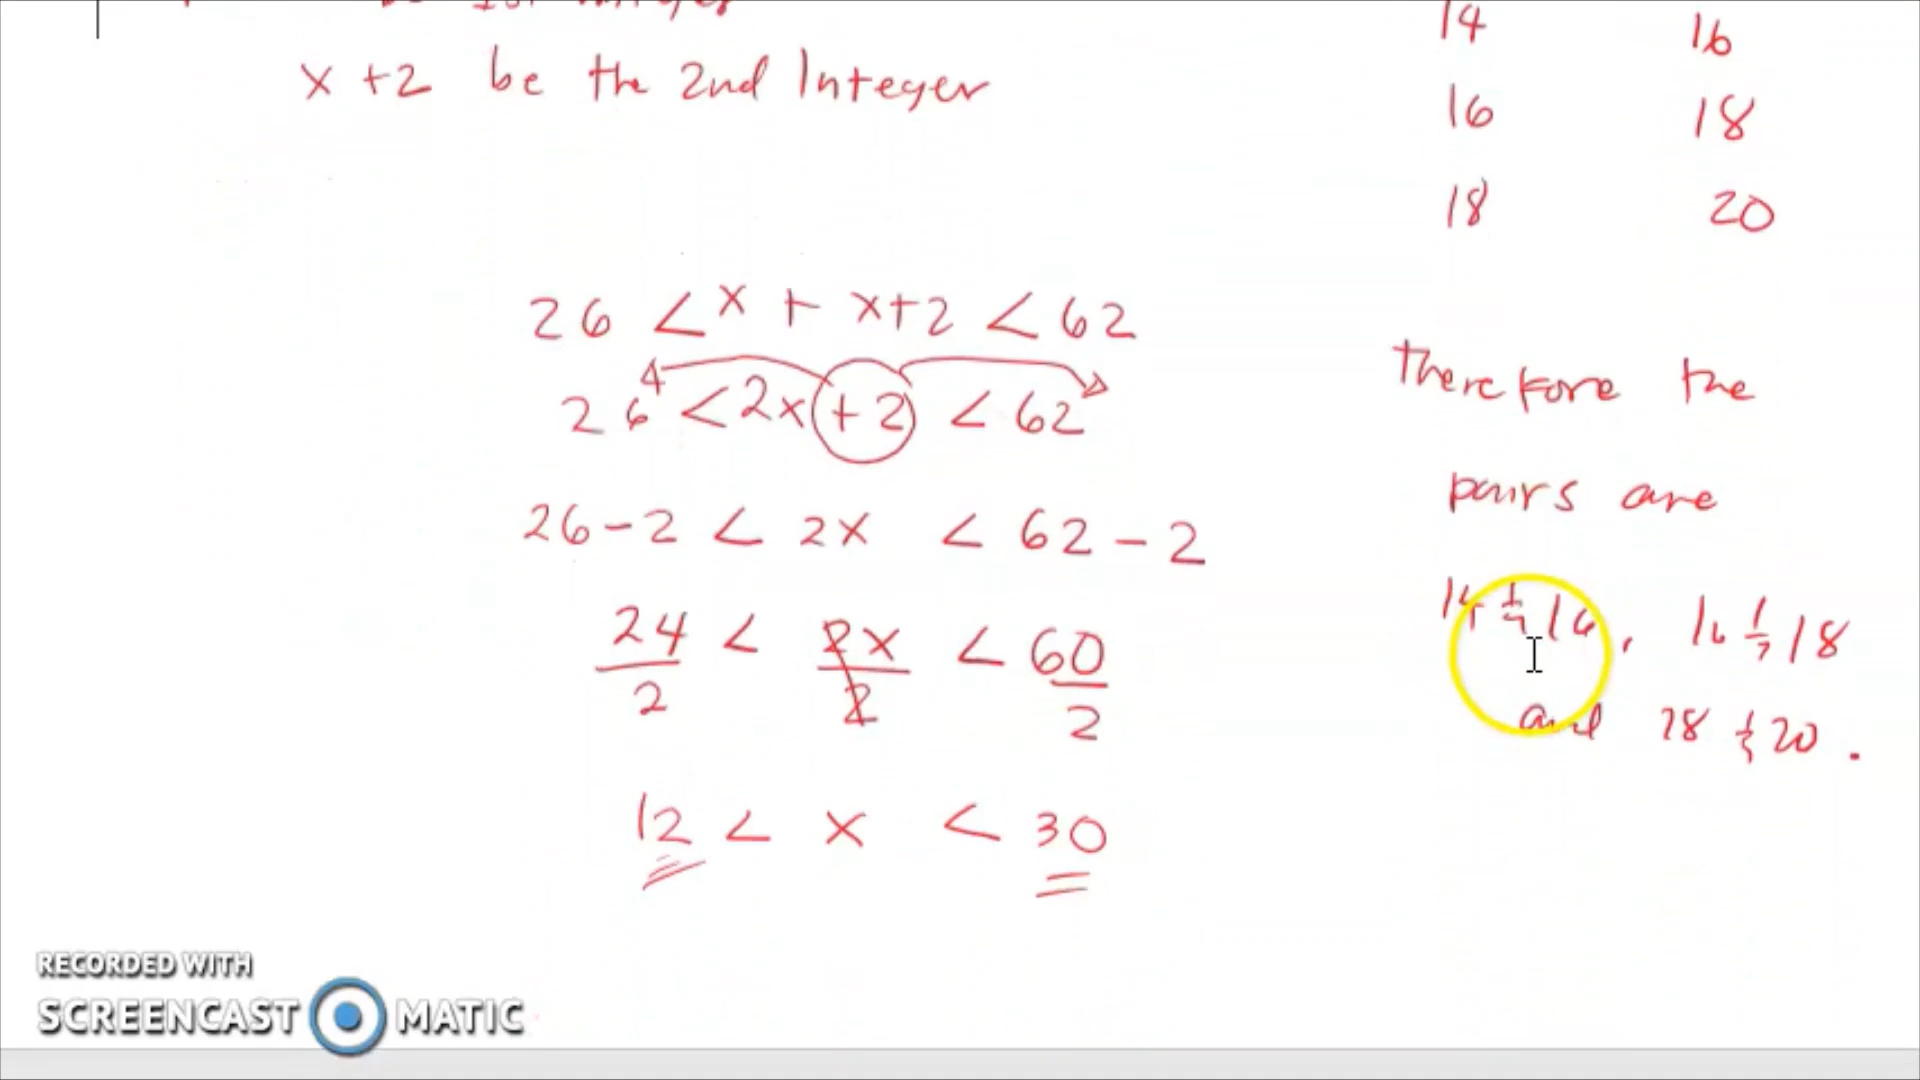 x + 2 be the 2nd Integer
26 < x + x+2 < 62
26 < 2x + 2 < 62
26 - 2 < 2x < 62 - 2
24/2 < 2x/2 < 60/2
12 < x < 30
14 16
16 18
18 20
Therefore the
pairs are
14 & 16, 16 & 18
and 18 & 20.
RECORDED WITH
SCREENCAST MATIC